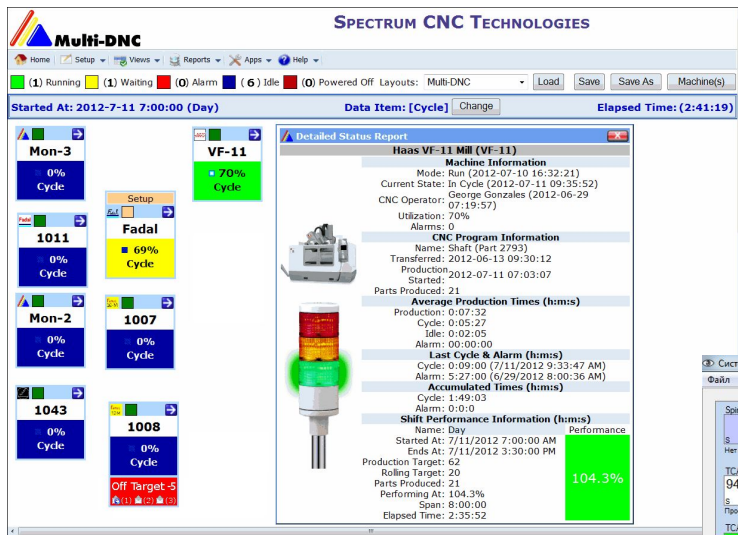 SPECTRUM CNC TECHNOLOGIES
Multi-DNC
Home Setup Views Reports Apps Help
(1) Running (1) Waiting (0) Alarm (6) Idle (0) Powered Off Layouts: Multi-DNC Load Save Save As Machine(s)
Started At: 2012-7-11 7:00:00 (Day) Data Item: [Cycle] Change Elapsed Time: (2:41:19)
Mon-3
0%
Cycle
VF-11
70%
Cycle
Setup
Fadal
69%
Cycle
Fadal
1011
0%
Cycle
Mon-2
0%
Cycle
1007
0%
Cycle
1043
0%
Cycle
1008
0%
Cycle
Off Target -5
(1) (2) (3)
Detailed Status Report
Haas VF-11 Mill (VF-11)
Machine Information
Mode: Run (2012-07-10 16:32:21)
Current State: In Cycle (2012-07-11 09:35:52)
CNC Operator: George Gonzales (2012-06-29
07:19:57)
Utilization: 70%
Alarms: 0
CNC Program Information
Name: Shaft (Part 2793)
Transferred: 2012-06-13 09:30:12
Production
Started: 2012-07-11 07:03:07
Parts Produced: 21
Average Production Times (h:m:s)
Production: 0:07:32
Cycle: 0:05:27
Idle: 0:02:05
Alarm: 00:00:00
Last Cycle & Alarm (h:m:s)
Cycle: 0:09:00 (7/11/2012 9:33:47 AM)
Alarm: 5:27:00 (6/29/2012 8:00:36 AM)
Accumulated Times (h:m:s)
Cycle: 1:49:03
Alarm: 0:0:0
Shift Performance Information (h:m:s)
Name: Day Performance
Started At: 7/11/2012 7:00:00 AM
Ends At: 7/11/2012 3:30:00 PM
Production Target: 62
Rolling Target: 20
Parts Produced: 21
Performing At: 104.3%
Span: 8:00:00
Elapsed Time: 2:35:52
104.3%
Сист
Файл
Spi
S
Нет
TC
94
S
Про
TC